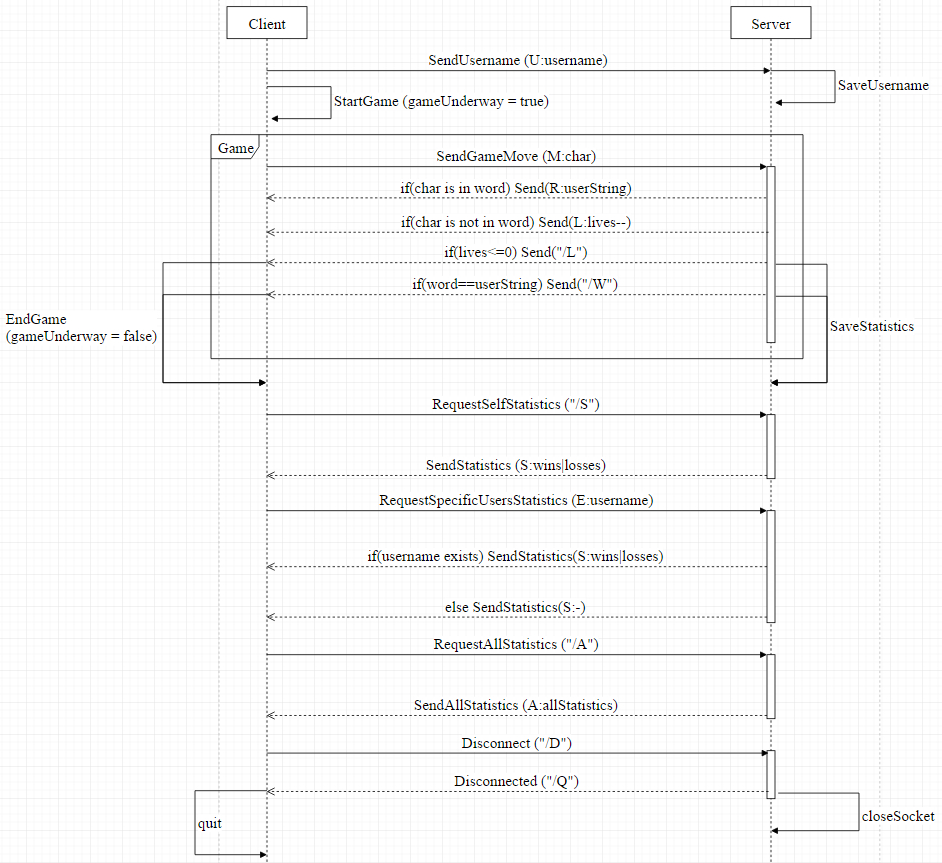 Client
Server
SendUsername (U:username)
SaveUsername
StartGame (gameUnderway = true)
Game
SendGameMove (M:char)
if(char is in word) Send(R:userString)
if(char is not in word) Send(L:lives--)
if(lives<=0) Send("/L")
if(word==userString) Send("/W")
EndGame
(gameUnderway = false)
SaveStatistics
RequestSelfStatistics ("/S")
SendStatistics (S:wins|losses)
RequestSpecificUsersStatistics (E:username)
if(username exists) SendStatistics(S:wins|losses)
else SendStatistics(S:-)
RequestAllStatistics ("/A")
SendAllStatistics (A:allStatistics)
Disconnect ("/D")
Disconnected ("/Q")
quit
closeSocket